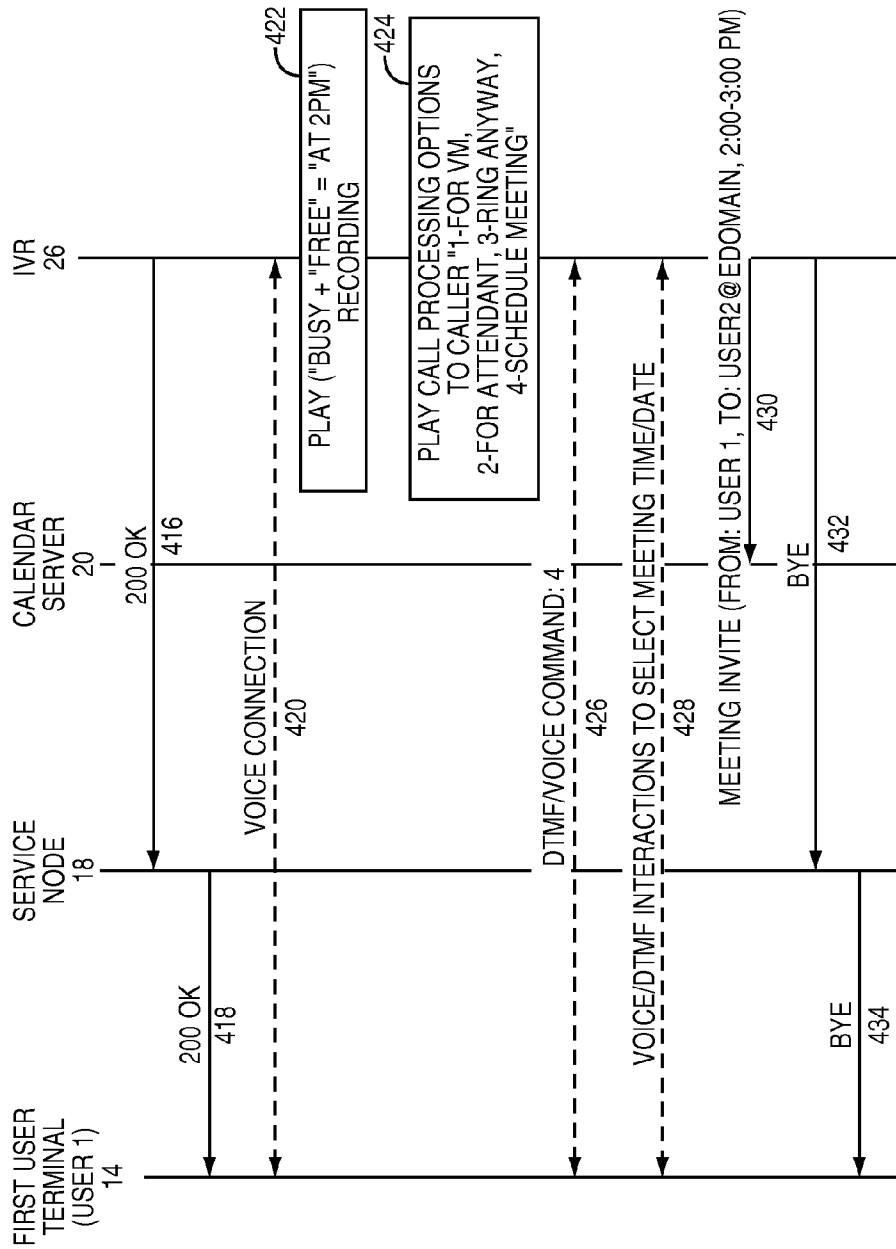 FIRST USER
TERMINAL
(USER 1)
14
SERVICE
NODE
18
CALENDAR
SERVER
20
IVR
26
200 OK
416
200 OK
418
VOICE CONNECTION
420
PLAY ("BUSY + "FREE" = "AT 2PM")
RECORDING
422
PLAY CALL PROCESSING OPTIONS
TO CALLER "1-FOR VM,
2-FOR ATTENDANT, 3-RING ANYWAY,
4-SCHEDULE MEETING"
424
DTMF/VOICE COMMAND: 4
426
VOICE/DTMF INTERACTIONS TO SELECT MEETING TIME/DATE
428
MEETING INVITE (FROM: USER 1, TO: USER2@EDOMAIN, 2:00-3:00 PM)
430
BYE
432
BYE
434